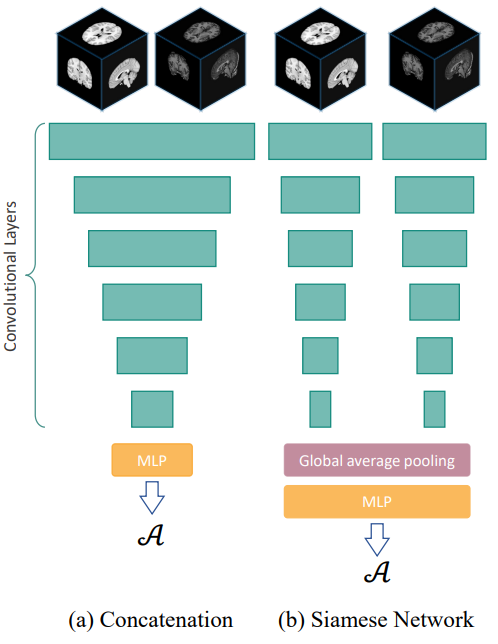 Convolutional Layers
MLP
𝒜
(a) Concatenation
Global average pooling
MLP
𝒜
(b) Siamese Network